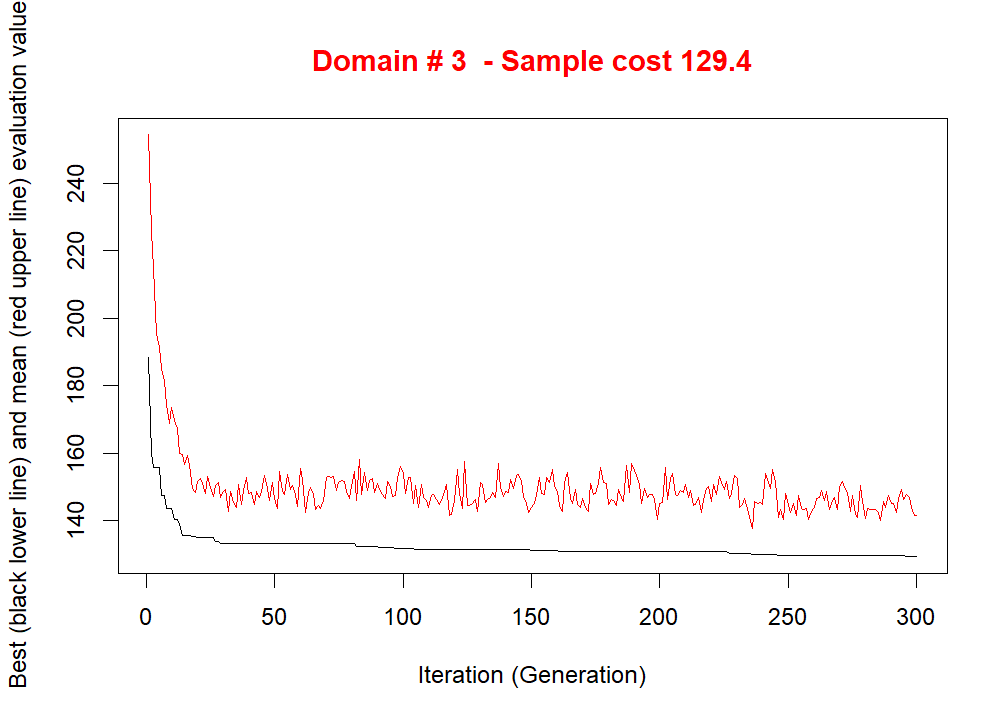 Domain # 3  - Sample cost 129.4
Best (black lower line) and mean (red upper line) evaluation value
240
220
200
180
160
140
0 50 100 150 200 250 300
Iteration (Generation)